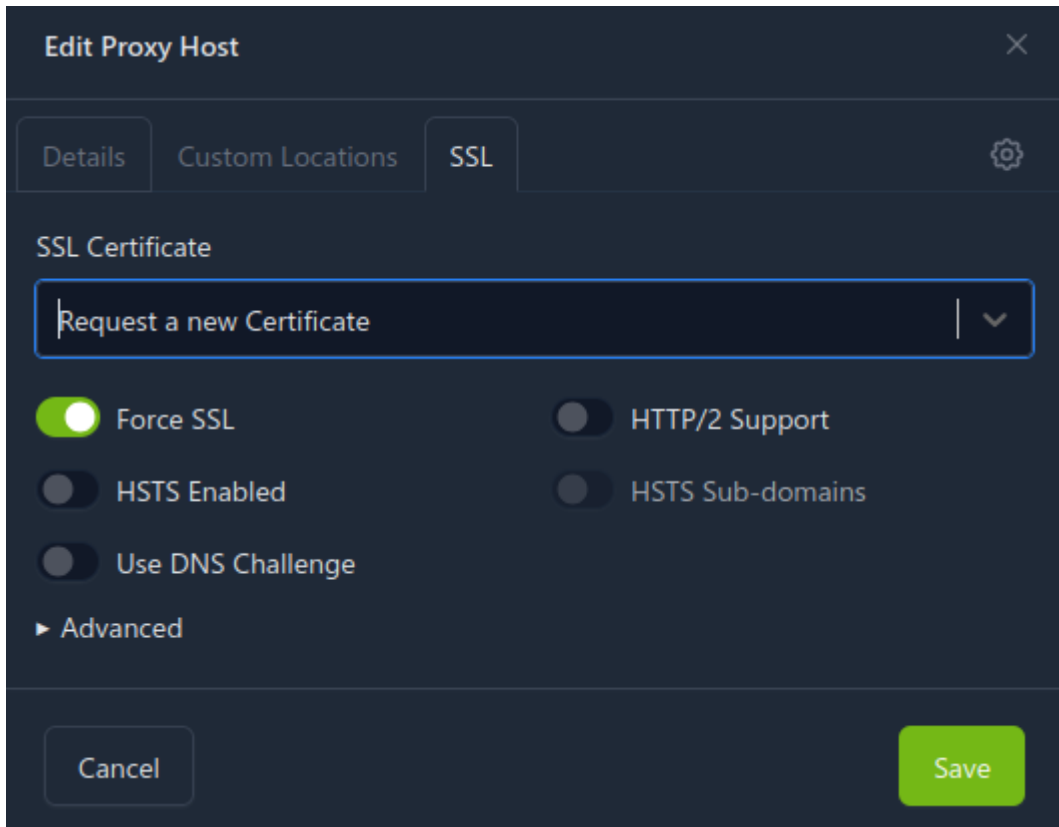 Edit Proxy Host
Details
Custom Locations
SSL
SSL Certificate
Request a new Certificate
Force SSL
HTTP/2 Support
HSTS Enabled
HSTS Sub-domains
Use DNS Challenge
Advanced
Cancel
Save